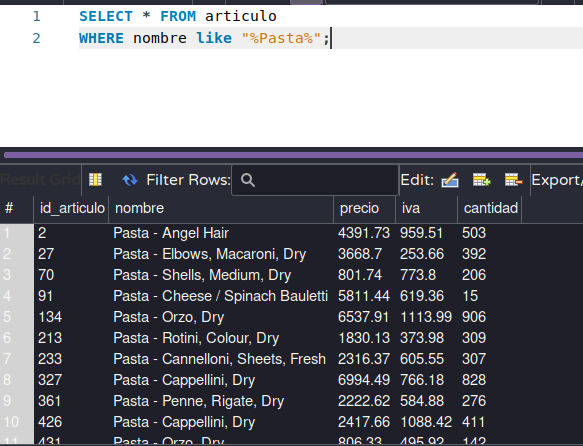 1 SELECT * FROM articulo
2 WHERE nombre like "%Pasta%";
Result Grid Filter Rows: Edit: Export/
# id_articulo nombre precio iva cantidad
1 2 Pasta - Angel Hair 4391.73 959.51 503
2 27 Pasta - Elbows, Macaroni, Dry 3668.7 253.66 392
3 70 Pasta - Shells, Medium, Dry 801.74 773.8 206
4 91 Pasta - Cheese / Spinach Bauletti 5811.44 619.36 15
5 134 Pasta - Orzo, Dry 6537.91 1113.99 906
6 213 Pasta - Rotini, Colour, Dry 1830.13 373.98 309
7 233 Pasta - Cannelloni, Sheets, Fresh 2316.37 605.55 307
8 327 Pasta - Cappellini, Dry 6994.49 766.18 828
9 361 Pasta - Penne, Rigate, Dry 2222.62 584.88 276
10 426 Pasta - Cappellini, Dry 2417.66 1088.42 411
11 431 Pasta - Orzo, Dry 806.33 495.92 142